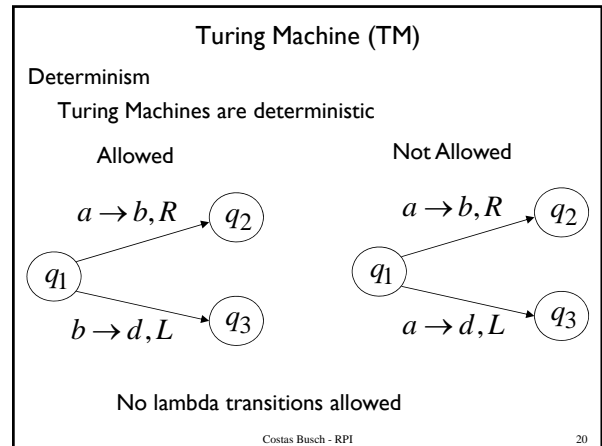 Turing Machine (TM)
Determinism
Turing Machines are deterministic
Allowed
a → b, R
q₂
q₁
b → d, L
q₃
Not Allowed
a → b, R
q₂
q₁
a → d, L
q₃
No lambda transitions allowed
Costas Busch - RPI
20